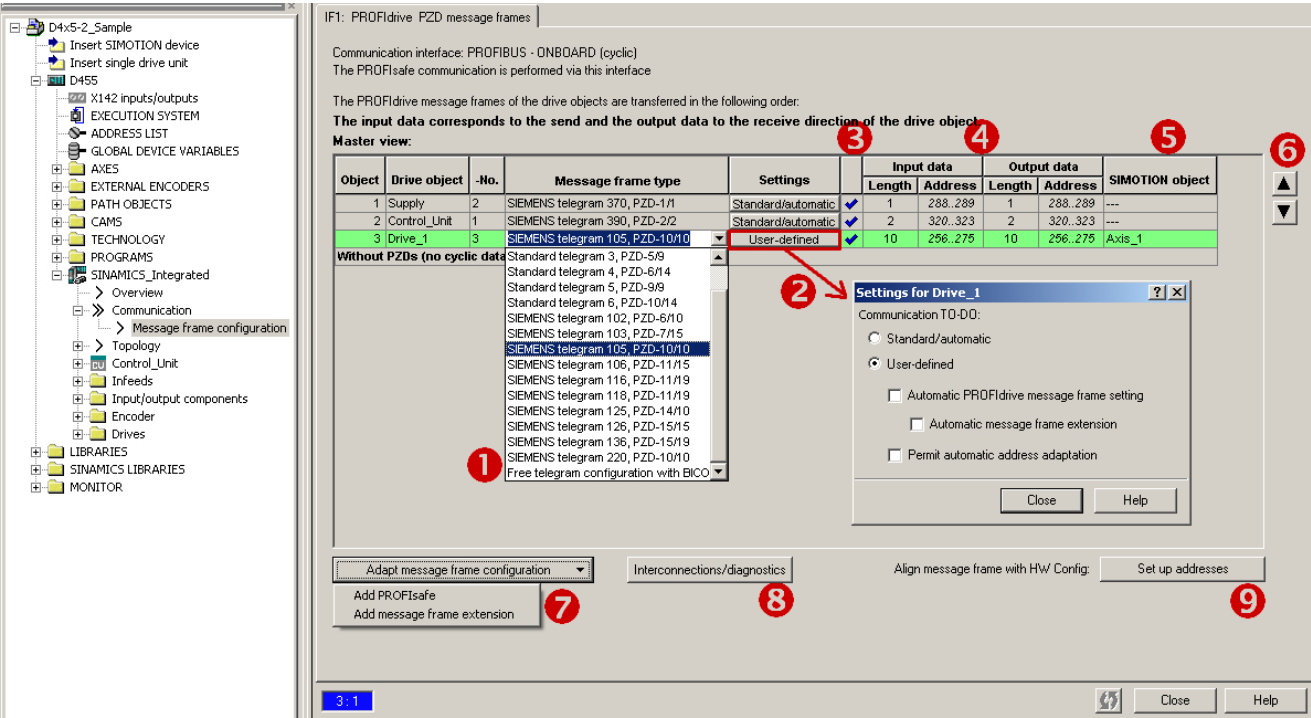 D4x5-2_Sample
Insert SIMOTION device
Insert single drive unit
D455
X142 inputs/outputs
EXECUTION SYSTEM
ADDRESS LIST
GLOBAL DEVICE VARIABLES
AXES
EXTERNAL ENCODERS
PATH OBJECTS
CAMS
TECHNOLOGY
PROGRAMS
SINAMICS_Integrated
Overview
Communication
Message frame configuration
Topology
Control_Unit
Infeeds
Input/output components
Encoder
Drives
LIBRARIES
SINAMICS LIBRARIES
MONITOR
IF1: PROFIdrive PZD message frames
Communication interface: PROFIBUS - ONBOARD (cyclic)
The PROFIsafe communication is performed via this interface
The PROFIdrive message frames of the drive objects are transferred in the following order:
The input data corresponds to the send and the output data to the receive direction of the drive object
Master view:
3 4 5 6
Object Drive object -No. Message frame type Settings Input data Output data SIMOTION object
Length Address Length Address
1 Supply 2 SIEMENS telegram 370, PZD-1/1 Standard/automatic 1 288..289 1 288..289 ---
2 Control_Unit 1 SIEMENS telegram 390, PZD-2/2 Standard/automatic 2 320..323 2 320..323 ---
3 Drive_1 3 SIEMENS telegram 105, PZD-10/10 User-defined 10 256..275 10 256..275 Axis_1
Without PZDs (no cyclic data
Standard telegram 3, PZD-5/9
Standard telegram 4, PZD-6/14
Standard telegram 5, PZD-9/9
Standard telegram 6, PZD-10/14
SIEMENS telegram 102, PZD-6/10
SIEMENS telegram 103, PZD-7/15
SIEMENS telegram 105, PZD-10/10
SIEMENS telegram 106, PZD-11/15
SIEMENS telegram 116, PZD-11/19
SIEMENS telegram 118, PZD-11/19
SIEMENS telegram 125, PZD-14/10
SIEMENS telegram 126, PZD-15/15
SIEMENS telegram 136, PZD-15/19
SIEMENS telegram 220, PZD-10/10
1 Free telegram configuration with BICO
2
Settings for Drive_1 ? X
Communication TO-DO:
Standard/automatic
User-defined
Automatic PROFIdrive message frame setting
Automatic message frame extension
Permit automatic address adaptation
Close Help
Adapt message frame configuration Interconnections/diagnostics Align message frame with HW Config: Set up addresses
Add PROFIsafe
Add message frame extension
7 8 9
3:1 Close Help
CU